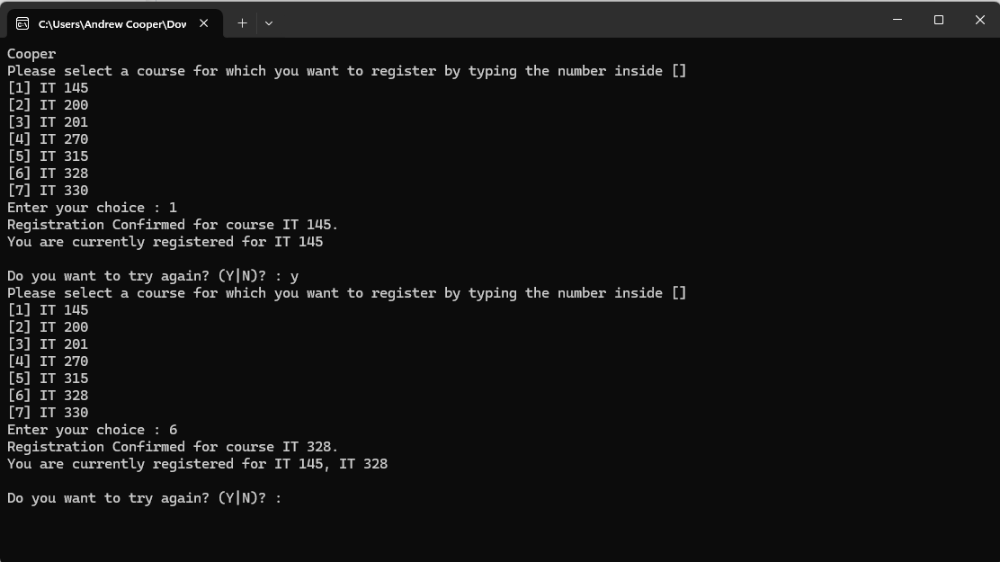 C:\Users\Andrew Cooper\Dow
Cooper
Please select a course for which you want to register by typing the number inside []
[1] IT 145
[2] IT 200
[3] IT 201
[4] IT 270
[5] IT 315
[6] IT 328
[7] IT 330
Enter your choice : 1
Registration Confirmed for course IT 145.
You are currently registered for IT 145
Do you want to try again? (Y|N)? : y
Please select a course for which you want to register by typing the number inside []
[1] IT 145
[2] IT 200
[3] IT 201
[4] IT 270
[5] IT 315
[6] IT 328
[7] IT 330
Enter your choice : 6
Registration Confirmed for course IT 328.
You are currently registered for IT 145, IT 328
Do you want to try again? (Y|N)? :